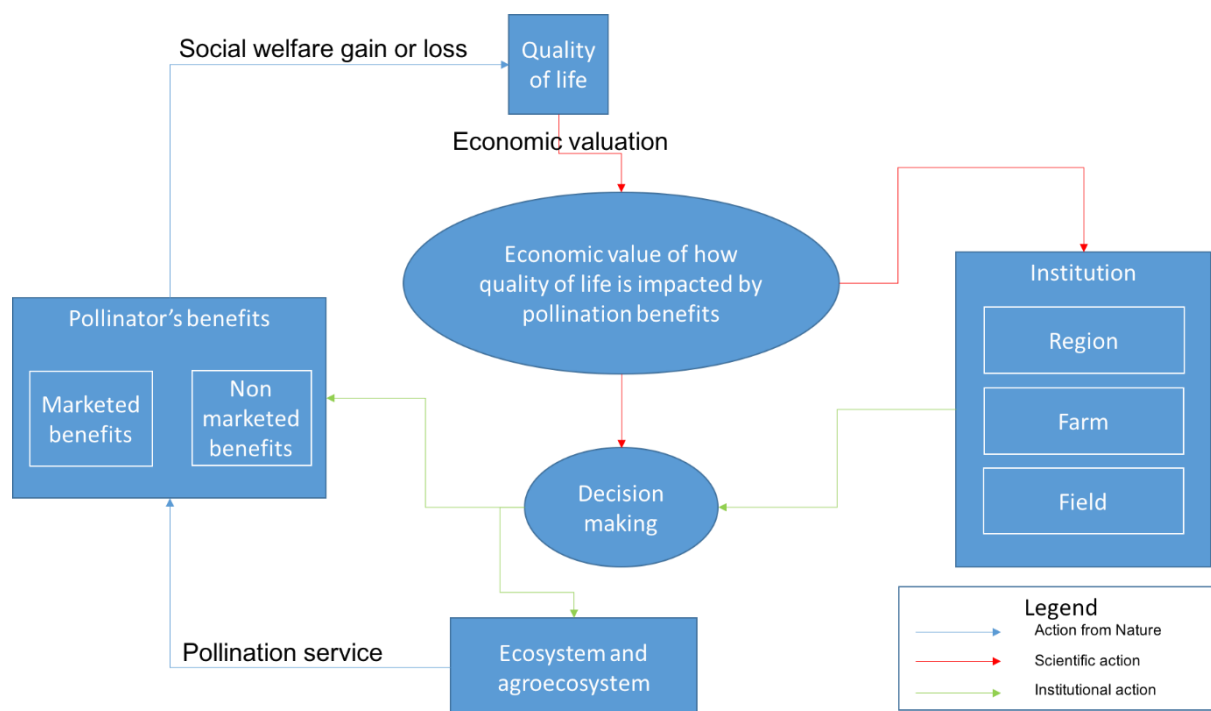 Social welfare gain or loss
Quality
of life
Economic valuation
Economic value of how
quality of life is impacted by
pollination benefits
Institution
Region
Farm
Field
Pollinator’s benefits
Marketed
benefits
Non
marketed
benefits
Decision
making
Pollination service
Ecosystem and
agroecosystem
Legend
Action from Nature
Scientific action
Institutional action